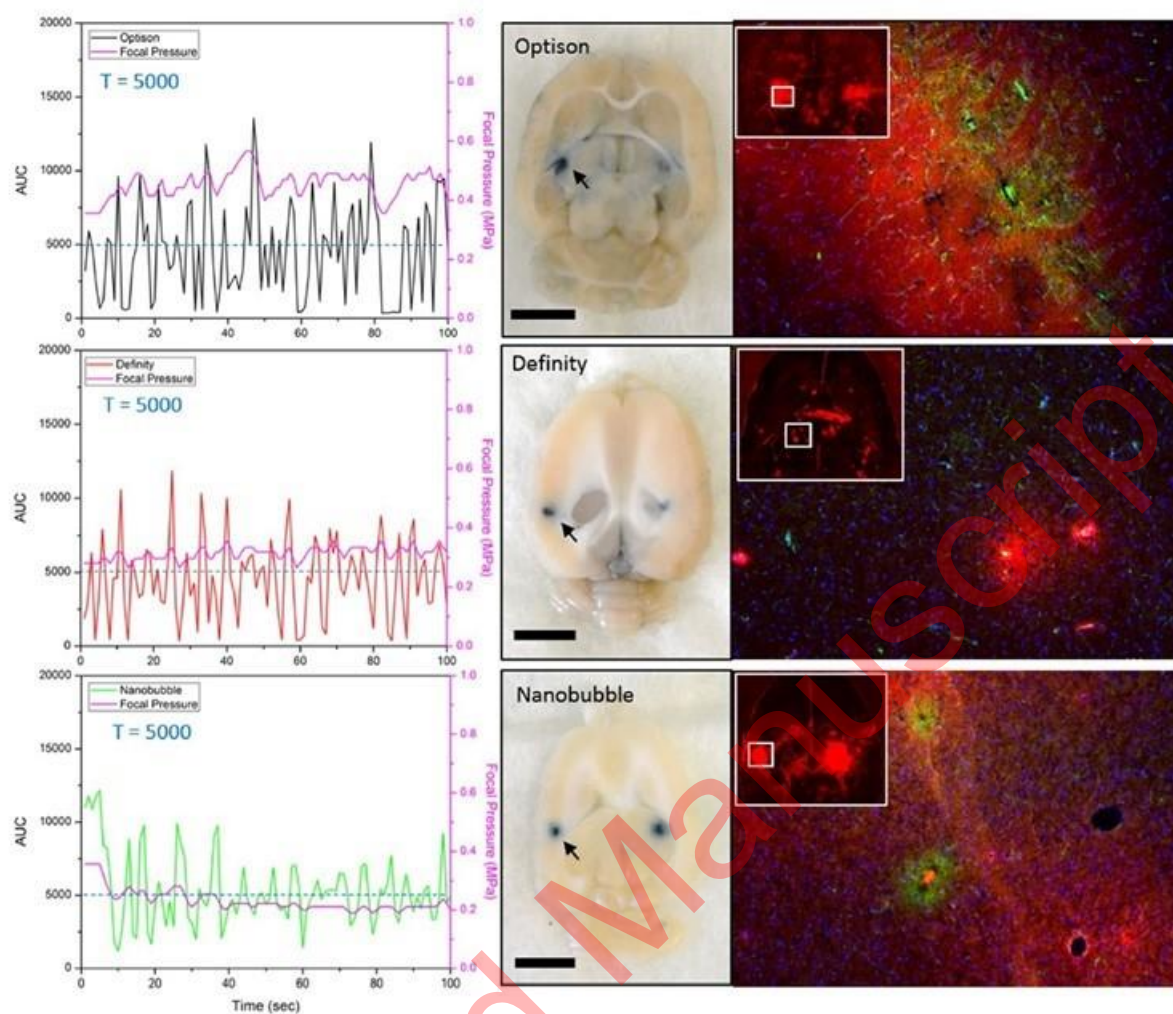 Optison
Focal Pressure
T = 5000
AUC
20000
15000
10000
5000
0
1.0
0.8
0.6
0.4
0.2
0.0
Focal Pressure (MPa)
0
20
40
60
80
100
Optison
Definity
Focal Pressure
T = 5000
AUC
20000
15000
10000
5000
0
1.0
0.8
0.6
0.4
0.2
0.0
Focal Pressure (MPa)
0
20
40
60
80
100
Definity
Nanobubble
Focal Pressure
T = 5000
AUC
20000
15000
10000
5000
0
1.0
0.8
0.6
0.4
0.2
0.0
Focal Pressure (MPa)
0
20
40
60
80
100
Time (sec)
Nanobubble
d Manuscript